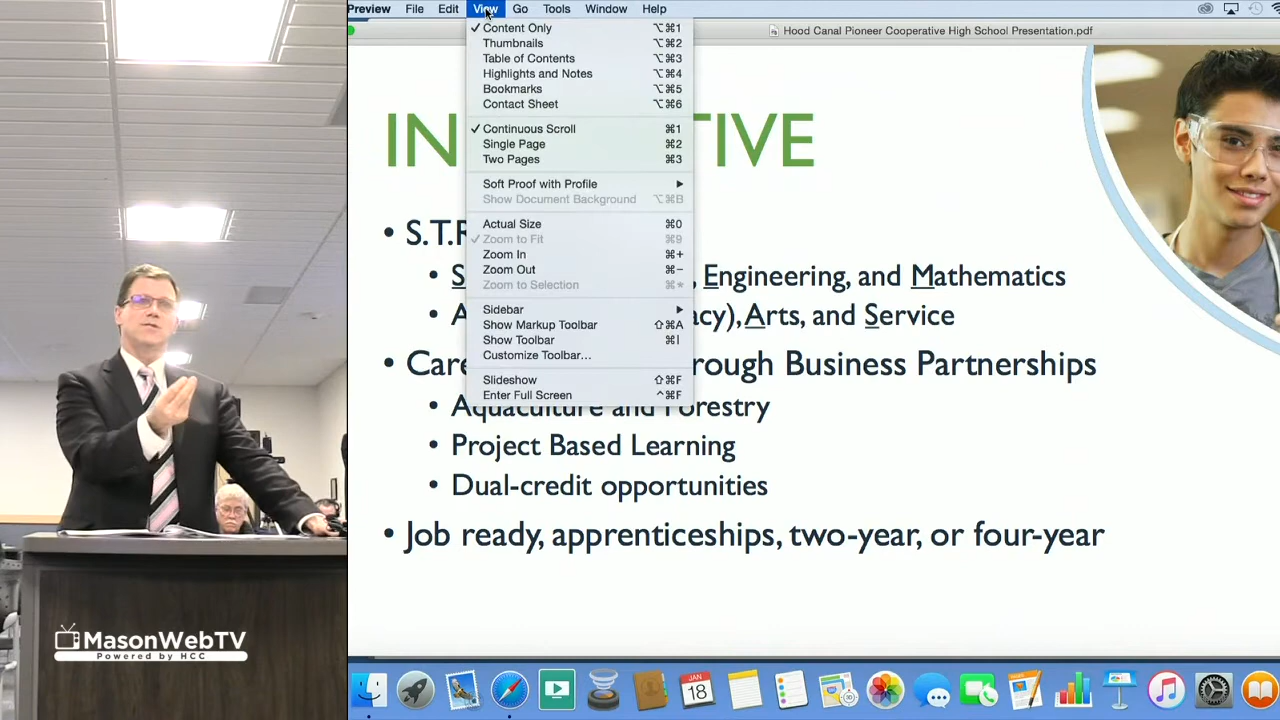 Preview File Edit View Go Tools Window Help
Hood Canal Pioneer Cooperative High School Presentation.pdf
✓ Content Only ⌥⌘1
Thumbnails ⌥⌘2
Table of Contents ⌥⌘3
Highlights and Notes ⌥⌘4
Bookmarks ⌥⌘5
Contact Sheet ⌥⌘6
✓ Continuous Scroll ⌘1
Single Page ⌘2
Two Pages ⌘3
Soft Proof with Profile ▶
Show Document Background ⌥⌘B
Actual Size ⌘0
✓ Zoom to Fit ⌘9
Zoom In ⌘+
Zoom Out ⌘−
Zoom to Selection ⌘*
Sidebar ▶
Show Markup Toolbar ⇧⌘A
Show Toolbar ⌘I
Customize Toolbar...
Slideshow ⇧⌘F
Enter Full Screen ^⌘F
IN TIVE
• S.T.R
• S , Engineering, and Mathematics
• A acy), Arts, and Service
• Care rough Business Partnerships
• Aquaculture and Forestry
• Project Based Learning
• Dual-credit opportunities
• Job ready, apprenticeships, two-year, or four-year
MasonWebTV
Powered by HCC
JAN
18